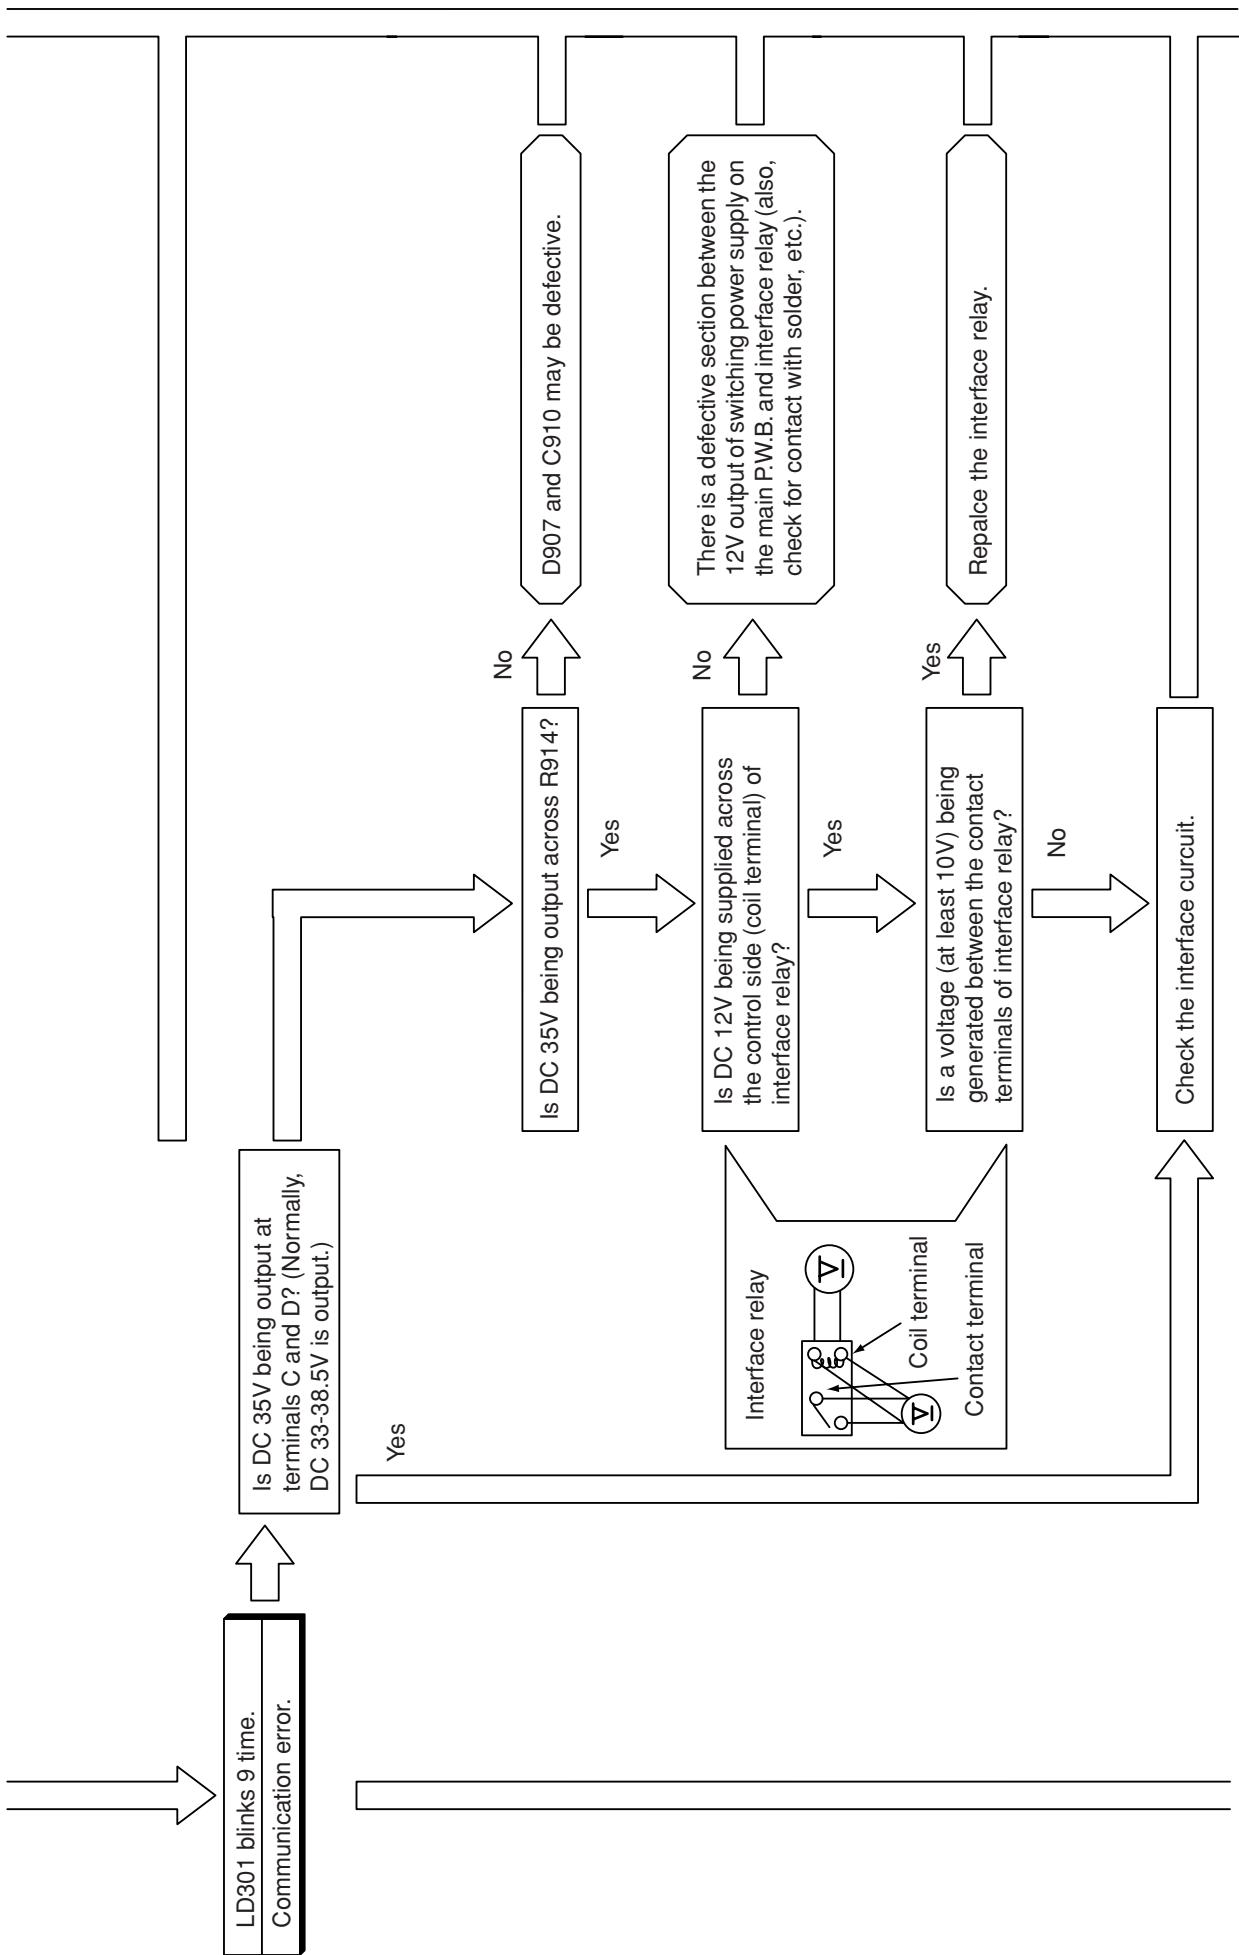 LD301 blinks 9 time.
Communication error.
Is DC 35V being output at
terminals C and D? (Normally,
DC 33-38.5V is output.)
Yes
Is DC 35V being output across R914?
No
D907 and C910 may be defective.
Yes
Is DC 12V being supplied across
the control side (coil terminal) of
interface relay?
No
There is a defective section between the
12V output of switching power supply on
the main P.W.B. and interface relay (also,
check for contact with solder, etc.).
Yes
Interface relay
V
V
Coil terminal
Contact terminal
Is a voltage (at least 10V) being
generated between the contact
terminals of interface relay?
Yes
Repalce the interface relay.
No
Check the interface circuit.